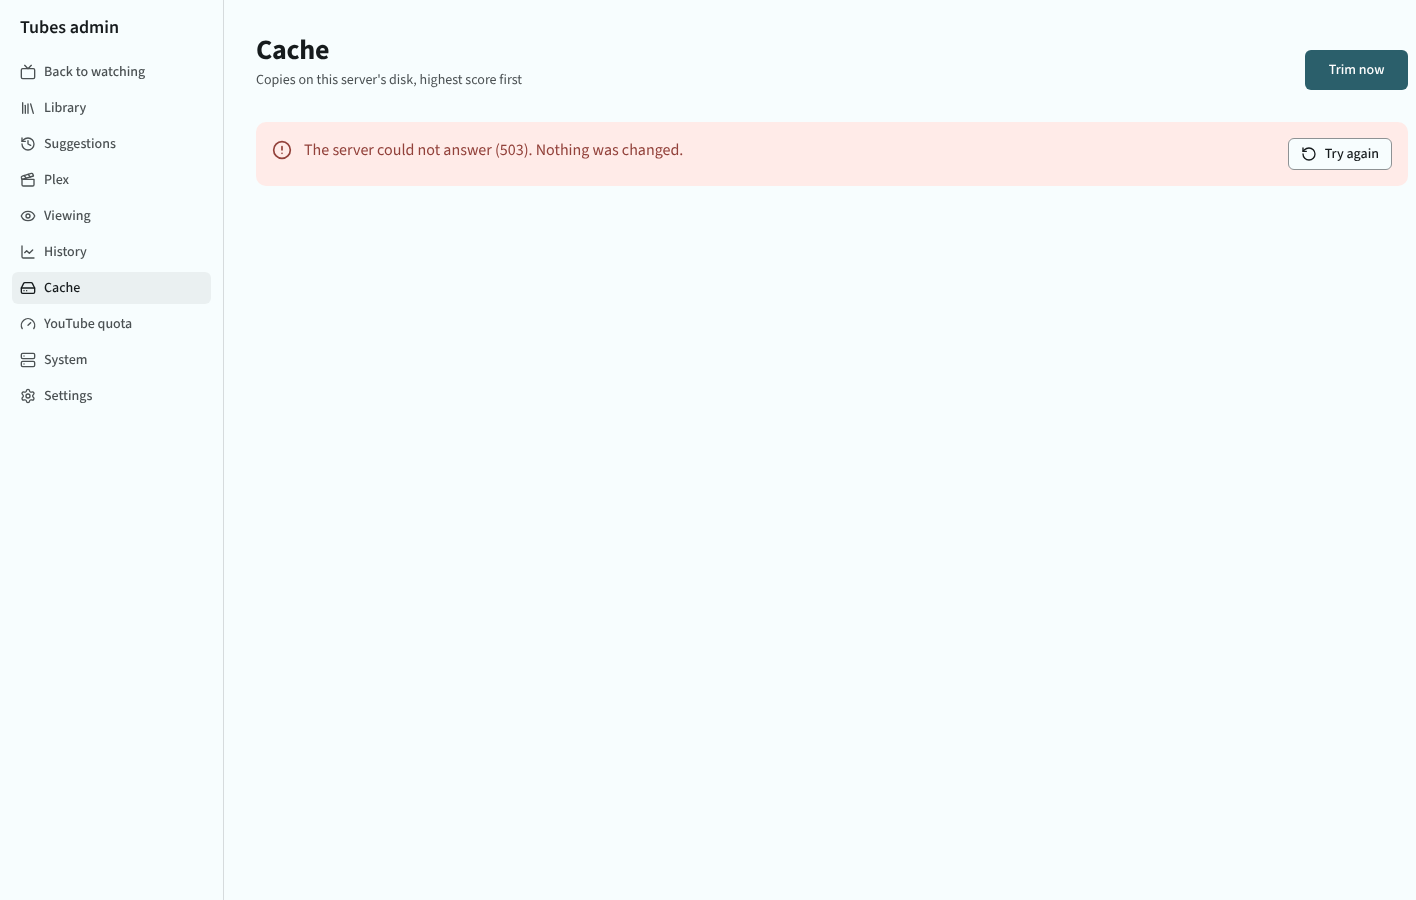 Tubes admin
Back to watching
Library
Suggestions
Plex
Viewing
History
Cache
YouTube quota
System
Settings
Cache
Copies on this server's disk, highest score first
Trim now
The server could not answer (503). Nothing was changed.
Try again